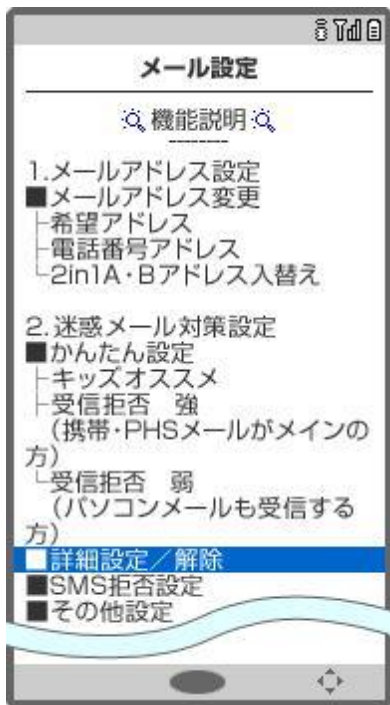 メール設定
機能説明
1.メールアドレス設定
■メールアドレス変更
├希望アドレス
├電話番号アドレス
└2in1A・Bアドレス入替え
2.迷惑メール対策設定
■かんたん設定
├キッズオススメ
├受信拒否　強
（携帯・PHSメールがメインの
方）
└受信拒否　弱
（パソコンメールも受信する
方）
■詳細設定／解除
■SMS拒否設定
■その他設定